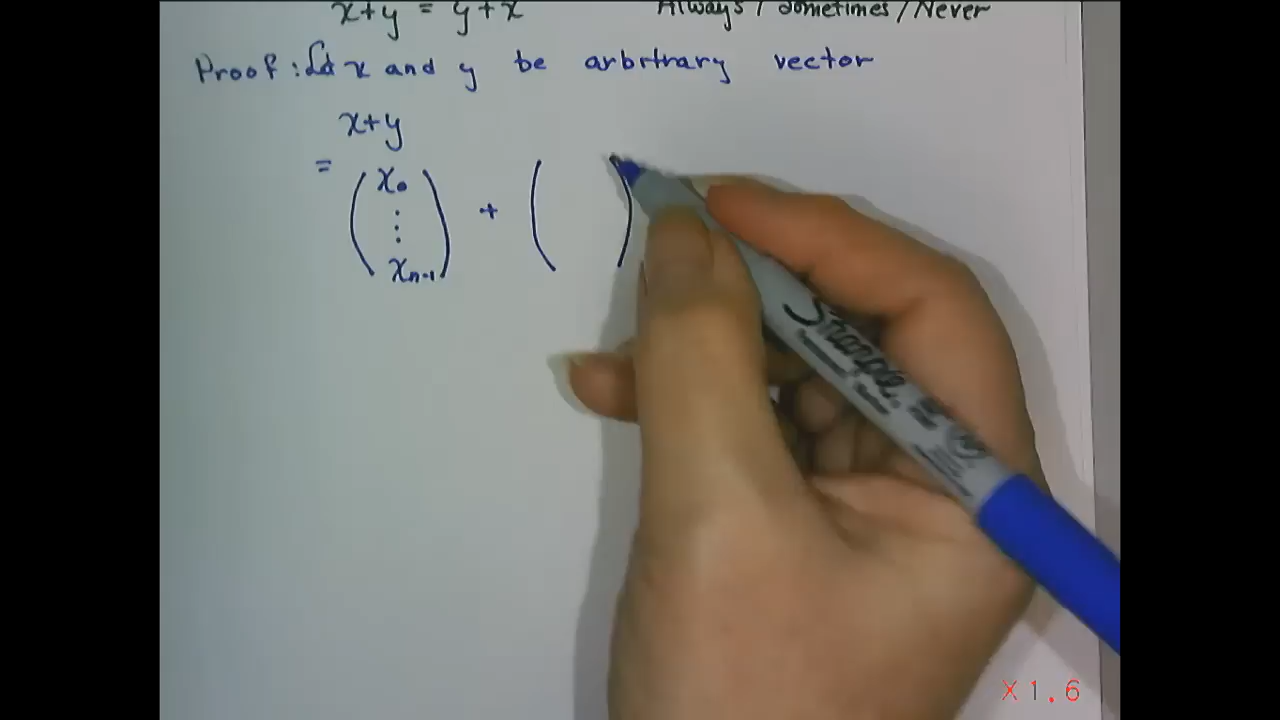 x+y = y+x Always / Sometimes / Never
Proof: Let x and y be arbitrary vector
x+y
= ( x₀ ⋮ xₙ₋₁ ) + ( )
Sharpie
X1.6